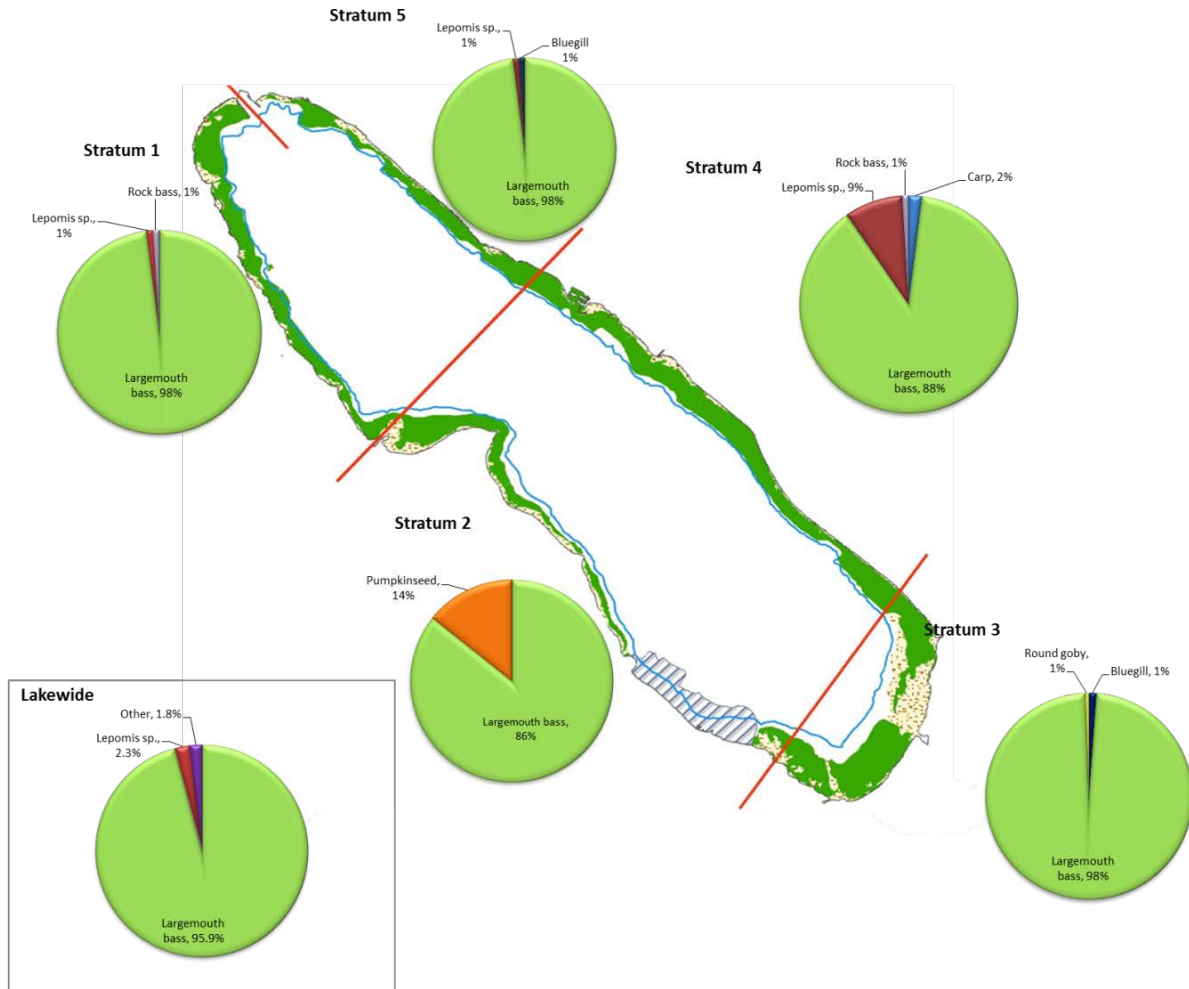 Stratum 5
Lepomis sp.,
1%
Bluegill
1%
Largemouth
bass, 98%
Stratum 1
Rock bass, 1%
Lepomis sp.,
1%
Largemouth
bass, 98%
Stratum 4
Rock bass, 1%
Lepomis sp., 9%
Carp, 2%
Largemouth
bass, 88%
Stratum 2
Pumpkinseed,
14%
Largemouth bass,
86%
Stratum 3
Round goby,
1%
Bluegill, 1%
Largemouth
bass, 98%
Lakewide
Other, 1.8%
Lepomis sp.,
2.3%
Largemouth
bass, 95.9%